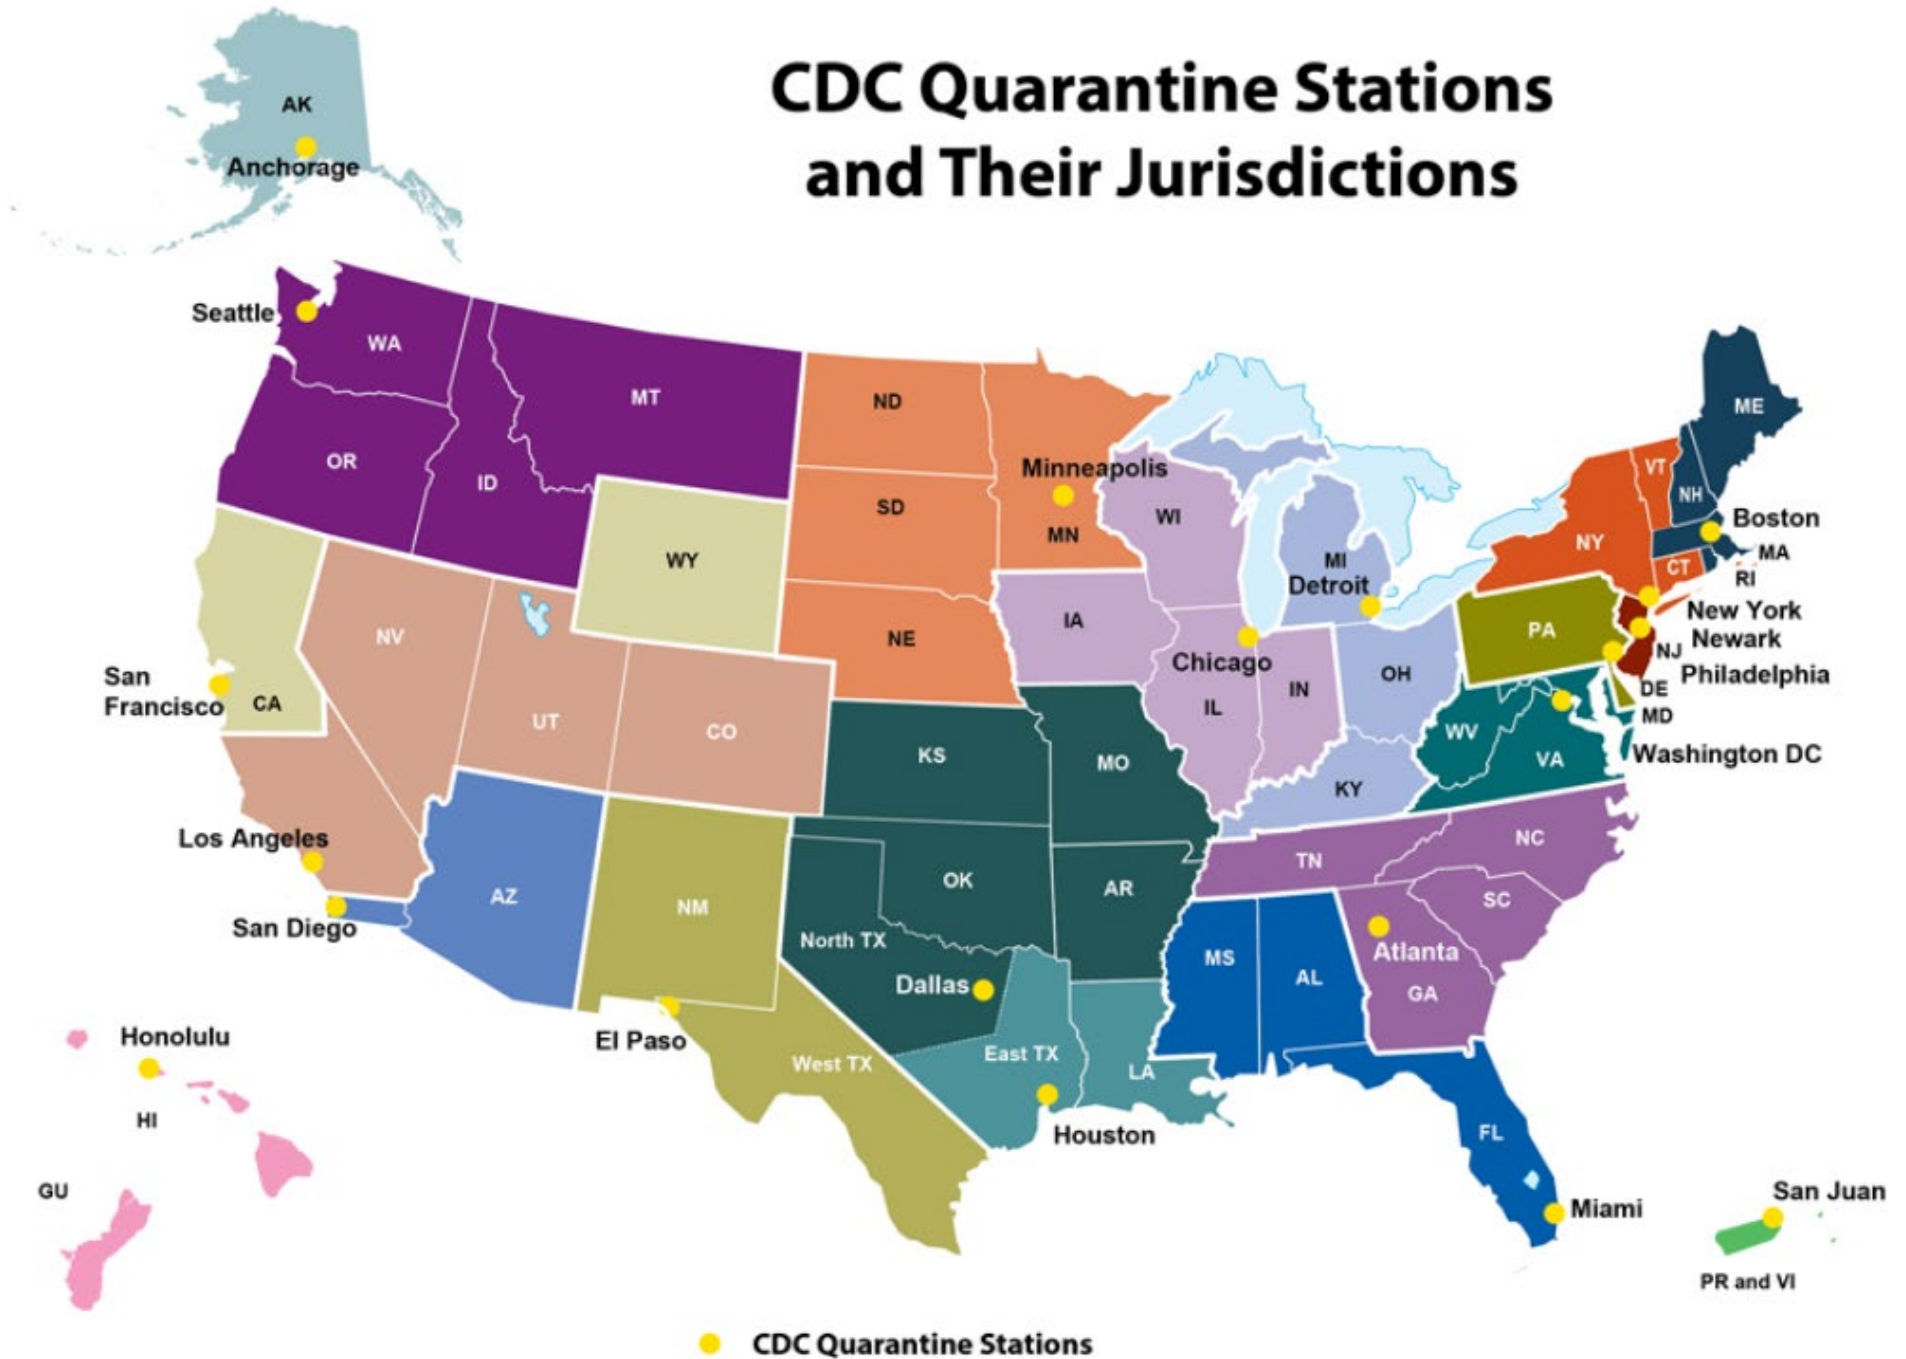 CDC Quarantine Stations
and Their Jurisdictions
AK
Anchorage
Seattle
WA
MT
OR
ID
ND
SD
Minneapolis
MN
WI
MI
Detroit
ME
VT
NH
NY
Boston
MA
CT
RI
WY
NE
IA
NV
UT
CO
San
Francisco
CA
Chicago
IL
IN
OH
PA
New York
Newark
NJ
Philadelphia
DE
MD
WV
VA
Washington DC
KS
MO
KY
Los Angeles
San Diego
AZ
NM
OK
AR
TN
NC
SC
North TX
Dallas
MS
AL
Atlanta
GA
El Paso
West TX
East TX
LA
Houston
FL
Miami
Honolulu
HI
GU
San Juan
PR and VI
CDC Quarantine Stations